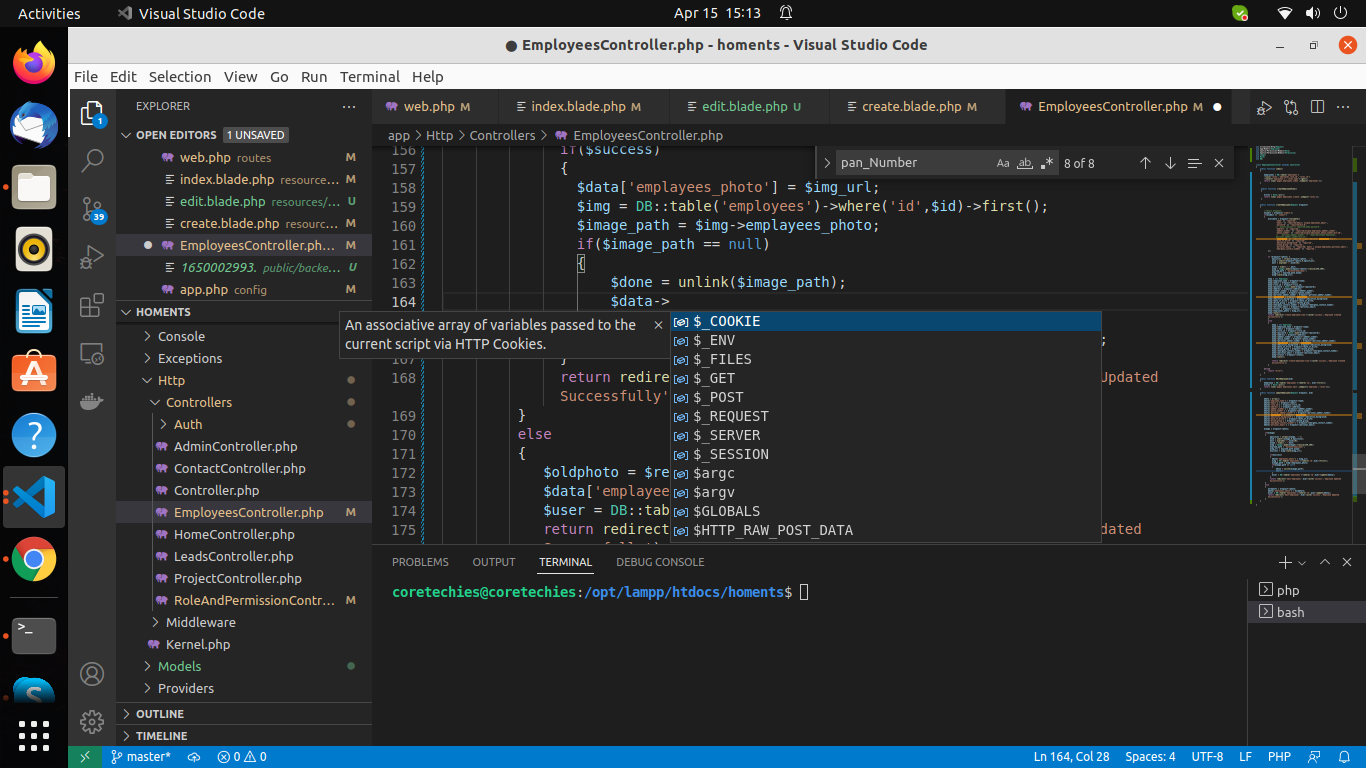 Activities
Visual Studio Code
Apr 15 15:13
● EmployeesController.php - homents - Visual Studio Code
File Edit Selection View Go Run Terminal Help
EXPLORER
OPEN EDITORS 1 UNSAVED
web.php routes M
index.blade.php resource... M
edit.blade.php resources/... U
create.blade.php resourc... M
● EmployeesController.ph... M
1650002993. public/backe... U
app.php config M
HOMENTS
Console
Exceptions
Http
Controllers
Auth
AdminController.php
ContactController.php
Controller.php
EmployeesController.php M
HomeController.php
LeadsController.php
ProjectController.php
RoleAndPermissionContr... M
Middleware
Kernel.php
Models
Providers
OUTLINE
TIMELINE
1
39
web.php M
index.blade.php M
edit.blade.php U
create.blade.php M
EmployeesController.php M ●
app > Http > Controllers > EmployeesController.php
pan_Number Aa ab 8 of 8
156 if($success)
157 {
158 $data['emplayees_photo'] = $img_url;
159 $img = DB::table('employees')->where('id',$id)->first();
160 $image_path = $img->emplayees_photo;
161 if($image_path == null)
162 {
163 $done = unlink($image_path);
164 $data->
An associative array of variables passed to the
current script via HTTP Cookies.
$_COOKIE
$_ENV
$_FILES
$_GET
$_POST
$_REQUEST
$_SERVER
$_SESSION
$argc
$argv
$GLOBALS
$HTTP_RAW_POST_DATA
;
167 }
168 return redirec Updated
Successfully'
169 }
170 else
171 {
172 $oldphoto = $re
173 $data['employee
174 $user = DB::tab
175 return redirect dated
PROBLEMS OUTPUT TERMINAL DEBUG CONSOLE
coretechies@coretechies:/opt/lampp/htdocs/homents$
php
bash
master* 0 0 Ln 164, Col 28 Spaces: 4 UTF-8 LF PHP